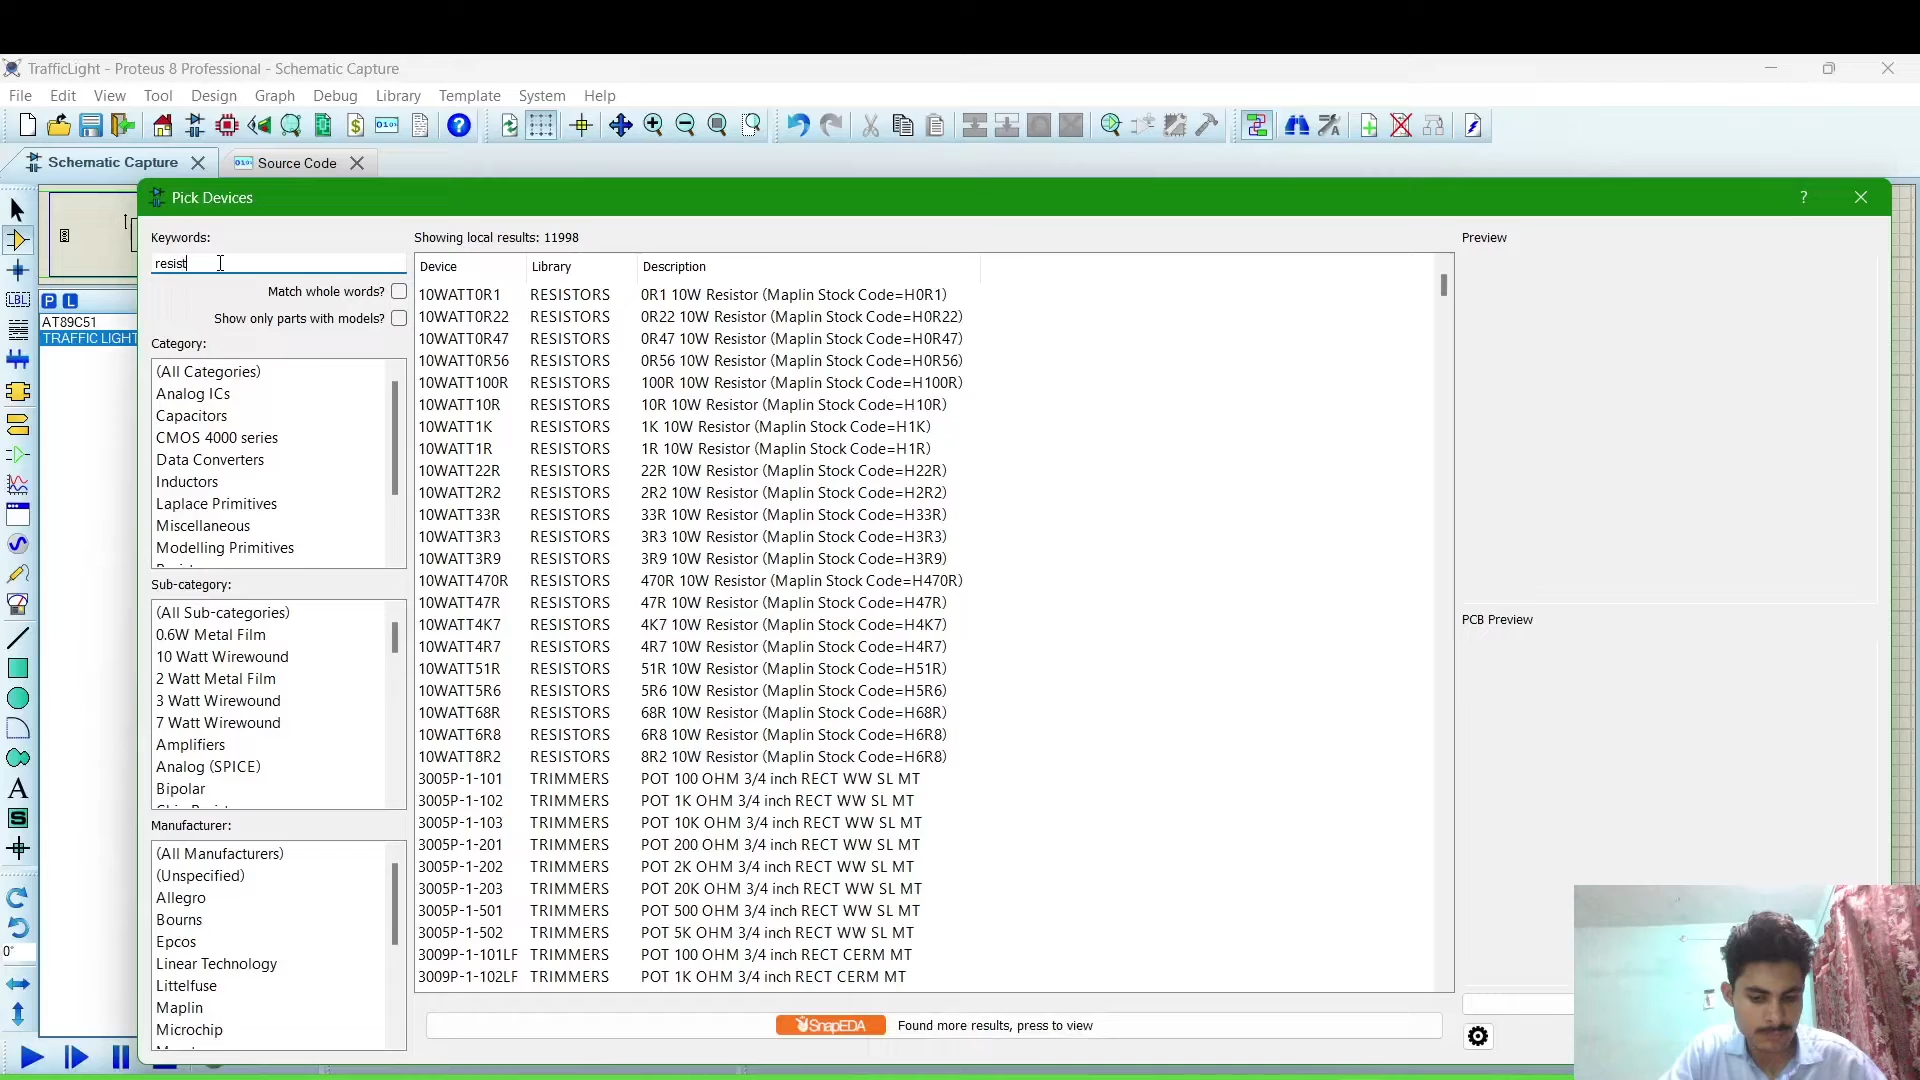 TrafficLight - Proteus 8 Professional - Schematic Capture
File Edit View Tool Design Graph Debug Library Template System Help
Schematic Capture
Source Code
Pick Devices
?
Keywords:
resist
Match whole words?
Show only parts with models?
Category:
(All Categories)
Analog ICs
Capacitors
CMOS 4000 series
Data Converters
Inductors
Laplace Primitives
Miscellaneous
Modelling Primitives
Sub-category:
(All Sub-categories)
0.6W Metal Film
10 Watt Wirewound
2 Watt Metal Film
3 Watt Wirewound
7 Watt Wirewound
Amplifiers
Analog (SPICE)
Bipolar
Manufacturer:
(All Manufacturers)
(Unspecified)
Allegro
Bourns
Epcos
Linear Technology
Littelfuse
Maplin
Microchip
P L
AT89C51
TRAFFIC LIGHT
LBL
A
S
0°
Showing local results: 11998
Device Library Description
10WATT0R1 RESISTORS 0R1 10W Resistor (Maplin Stock Code=H0R1)
10WATT0R22 RESISTORS 0R22 10W Resistor (Maplin Stock Code=H0R22)
10WATT0R47 RESISTORS 0R47 10W Resistor (Maplin Stock Code=H0R47)
10WATT0R56 RESISTORS 0R56 10W Resistor (Maplin Stock Code=H0R56)
10WATT100R RESISTORS 100R 10W Resistor (Maplin Stock Code=H100R)
10WATT10R RESISTORS 10R 10W Resistor (Maplin Stock Code=H10R)
10WATT1K RESISTORS 1K 10W Resistor (Maplin Stock Code=H1K)
10WATT1R RESISTORS 1R 10W Resistor (Maplin Stock Code=H1R)
10WATT22R RESISTORS 22R 10W Resistor (Maplin Stock Code=H22R)
10WATT2R2 RESISTORS 2R2 10W Resistor (Maplin Stock Code=H2R2)
10WATT33R RESISTORS 33R 10W Resistor (Maplin Stock Code=H33R)
10WATT3R3 RESISTORS 3R3 10W Resistor (Maplin Stock Code=H3R3)
10WATT3R9 RESISTORS 3R9 10W Resistor (Maplin Stock Code=H3R9)
10WATT470R RESISTORS 470R 10W Resistor (Maplin Stock Code=H470R)
10WATT47R RESISTORS 47R 10W Resistor (Maplin Stock Code=H47R)
10WATT4K7 RESISTORS 4K7 10W Resistor (Maplin Stock Code=H4K7)
10WATT4R7 RESISTORS 4R7 10W Resistor (Maplin Stock Code=H4R7)
10WATT51R RESISTORS 51R 10W Resistor (Maplin Stock Code=H51R)
10WATT5R6 RESISTORS 5R6 10W Resistor (Maplin Stock Code=H5R6)
10WATT68R RESISTORS 68R 10W Resistor (Maplin Stock Code=H68R)
10WATT6R8 RESISTORS 6R8 10W Resistor (Maplin Stock Code=H6R8)
10WATT8R2 RESISTORS 8R2 10W Resistor (Maplin Stock Code=H8R2)
3005P-1-101 TRIMMERS POT 100 OHM 3/4 inch RECT WW SL MT
3005P-1-102 TRIMMERS POT 1K OHM 3/4 inch RECT WW SL MT
3005P-1-103 TRIMMERS POT 10K OHM 3/4 inch RECT WW SL MT
3005P-1-201 TRIMMERS POT 200 OHM 3/4 inch RECT WW SL MT
3005P-1-202 TRIMMERS POT 2K OHM 3/4 inch RECT WW SL MT
3005P-1-203 TRIMMERS POT 20K OHM 3/4 inch RECT WW SL MT
3005P-1-501 TRIMMERS POT 500 OHM 3/4 inch RECT WW SL MT
3005P-1-502 TRIMMERS POT 5K OHM 3/4 inch RECT WW SL MT
3009P-1-101LF TRIMMERS POT 100 OHM 3/4 inch RECT CERM MT
3009P-1-102LF TRIMMERS POT 1K OHM 3/4 inch RECT CERM MT
SnapEDA Found more results, press to view
Preview
PCB Preview